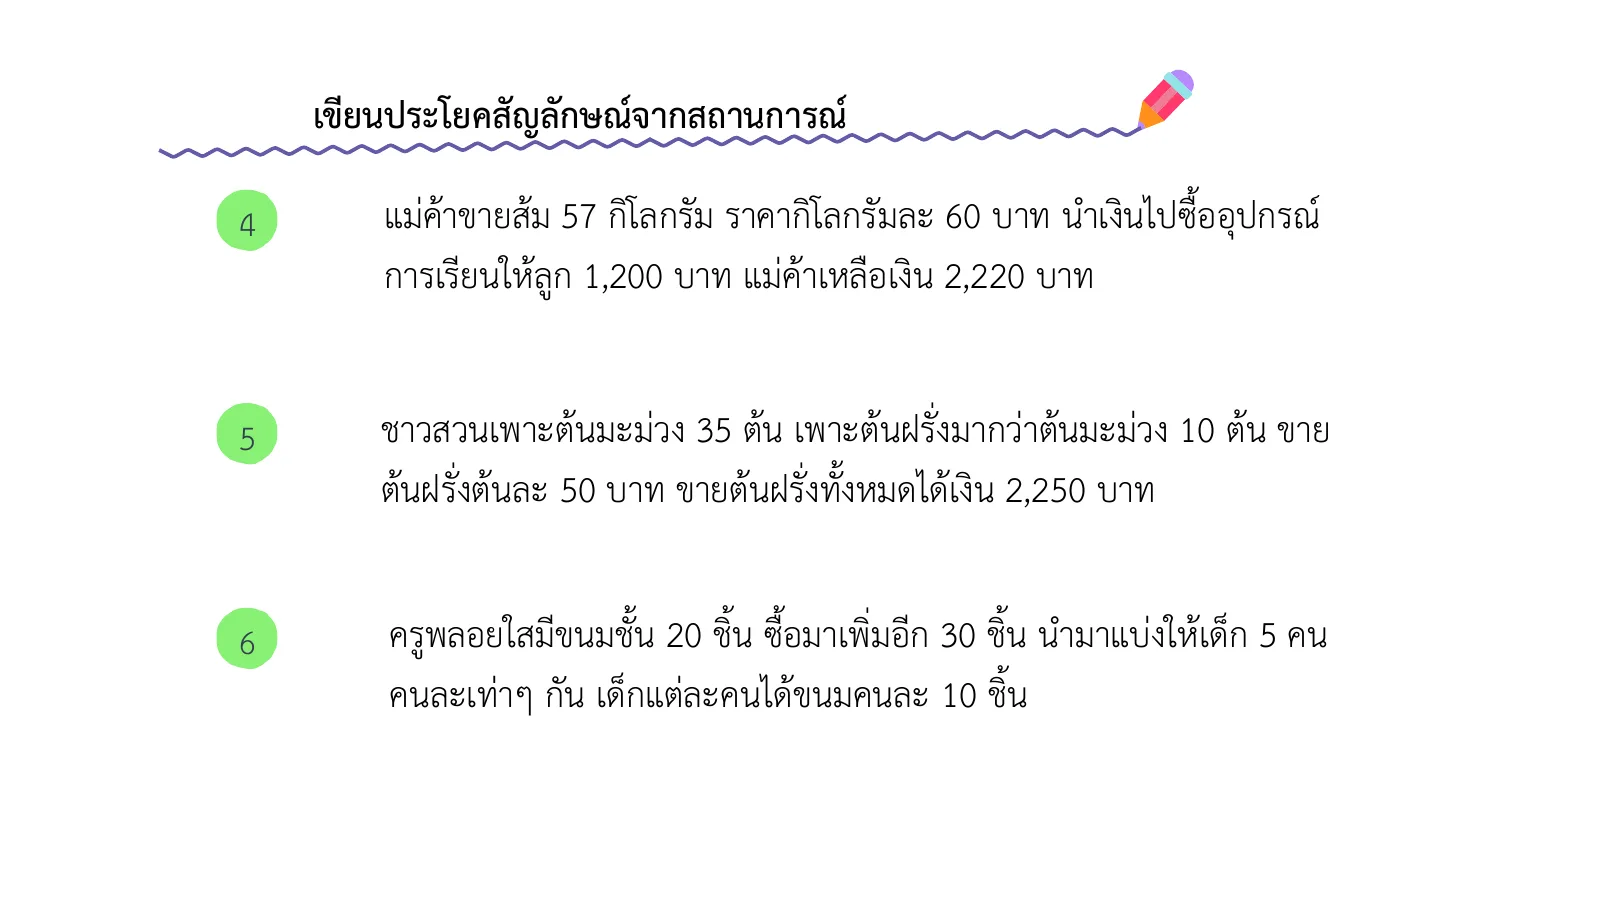 เขียนประโยคสัญลักษณ์จากสถานการณ์
4
แม่ค้าขายส้ม 57 กิโลกรัม ราคากิโลกรัมละ 60 บาท นำเงินไปซื้ออุปกรณ์
การเรียนให้ลูก 1,200 บาท แม่ค้าเหลือเงิน 2,220 บาท
5
ชาวสวนเพาะต้นมะม่วง 35 ต้น เพาะต้นฝรั่งมากว่าต้นมะม่วง 10 ต้น ขาย
ต้นฝรั่งต้นละ 50 บาท ขายต้นฝรั่งทั้งหมดได้เงิน 2,250 บาท
6
ครูพลอยใสมีขนมชั้น 20 ชิ้น ซื้อมาเพิ่มอีก 30 ชิ้น นำมาแบ่งให้เด็ก 5 คน
คนละเท่าๆ กัน เด็กแต่ละคนได้ขนมคนละ 10 ชิ้น